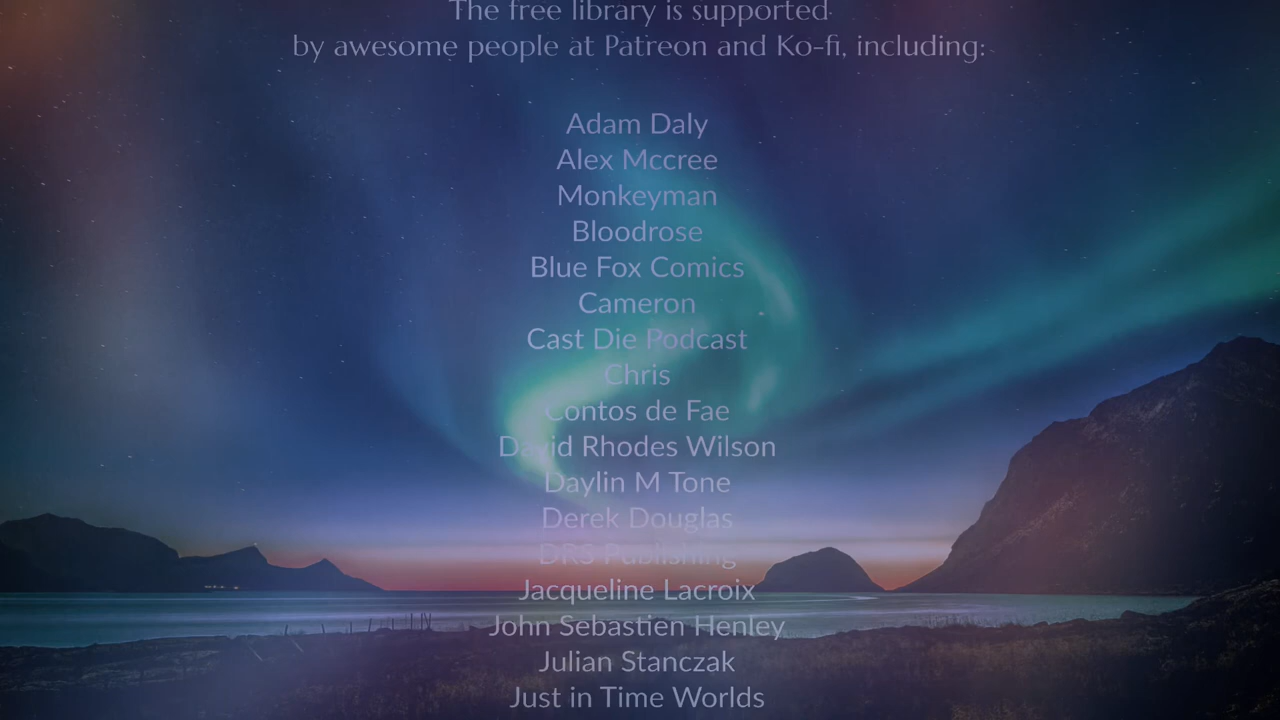 The free library is supported
by awesome people at Patreon and Ko-fi, including:
Adam Daly
Alex Mccree
Monkeyman
Bloodrose
Blue Fox Comics
Cameron
Cast Die Podcast
Chris
Contos de Fae
David Rhodes Wilson
Daylin M Tone
Derek Douglas
DRS Publishing
Jacqueline Lacroix
John Sebastien Henley
Julian Stanczak
Just in Time Worlds